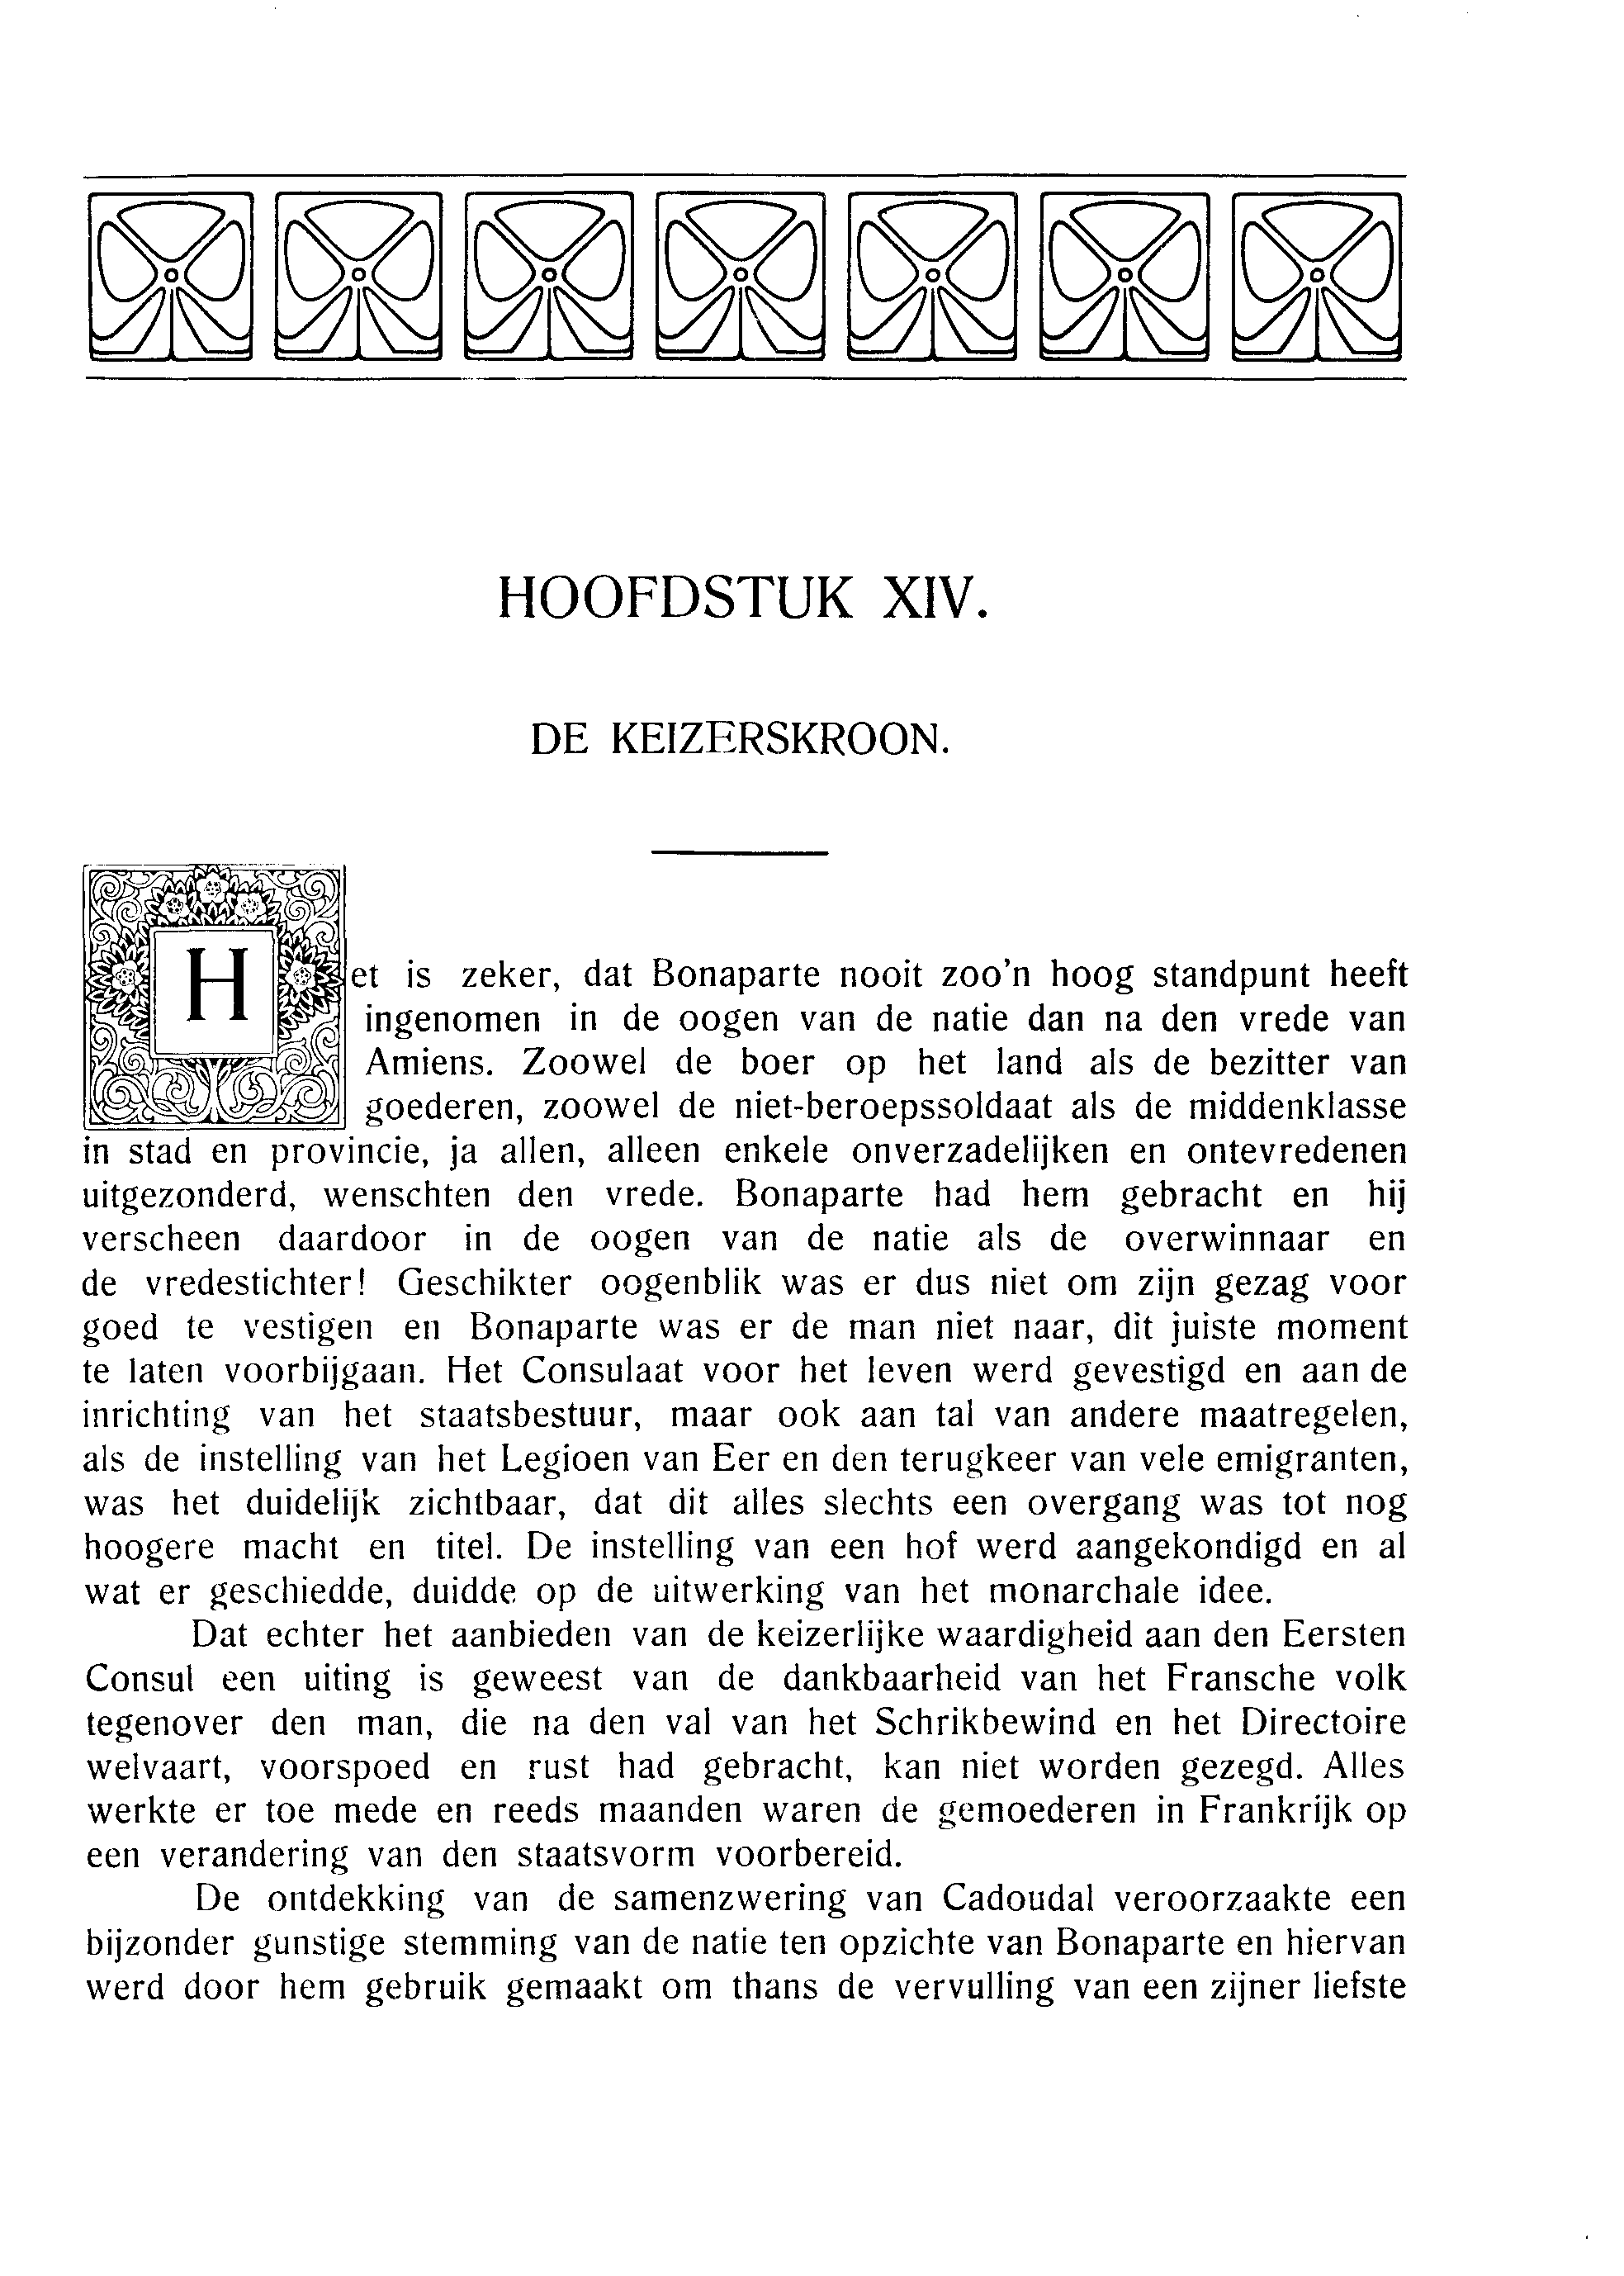 HOOFDSTUK XIV.
DE KEIZERSKROON.
Het is zeker, dat Bonaparte nooit zoo'n hoog standpunt heeft
ingenomen in de oogen van de natie dan na den vrede van
Amiens. Zoowel de boer op het land als de bezitter van
goederen, zoowel de niet-beroepssoldaat als de middenklasse
in stad en provincie, ja allen, alleen enkele onverzadelijken en ontevredenen
uitgezonderd, wenschten den vrede. Bonaparte had hem gebracht en hij
verscheen daardoor in de oogen van de natie als de overwinnaar en
de vredestichter! Geschikter oogenblik was er dus niet om zijn gezag voor
goed te vestigen en Bonaparte was er de man niet naar, dit juiste moment
te laten voorbijgaan. Het Consulaat voor het leven werd gevestigd en aan de
inrichting van het staatsbestuur, maar ook aan tal van andere maatregelen,
als de instelling van het Legioen van Eer en den terugkeer van vele emigranten,
was het duidelijk zichtbaar, dat dit alles slechts een overgang was tot nog
hoogere macht en titel. De instelling van een hof werd aangekondigd en al
wat er geschiedde, duidde op de uitwerking van het monarchale idee.
Dat echter het aanbieden van de keizerlijke waardigheid aan den Eersten
Consul een uiting is geweest van de dankbaarheid van het Fransche volk
tegenover den man, die na den val van het Schrikbewind en het Directoire
welvaart, voorspoed en rust had gebracht, kan niet worden gezegd. Alles
werkte er toe mede en reeds maanden waren de gemoederen in Frankrijk op
een verandering van den staatsvorm voorbereid.
De ontdekking van de samenzwering van Cadoudal veroorzaakte een
bijzonder gunstige stemming van de natie ten opzichte van Bonaparte en hiervan
werd door hem gebruik gemaakt om thans de vervulling van een zijner liefste